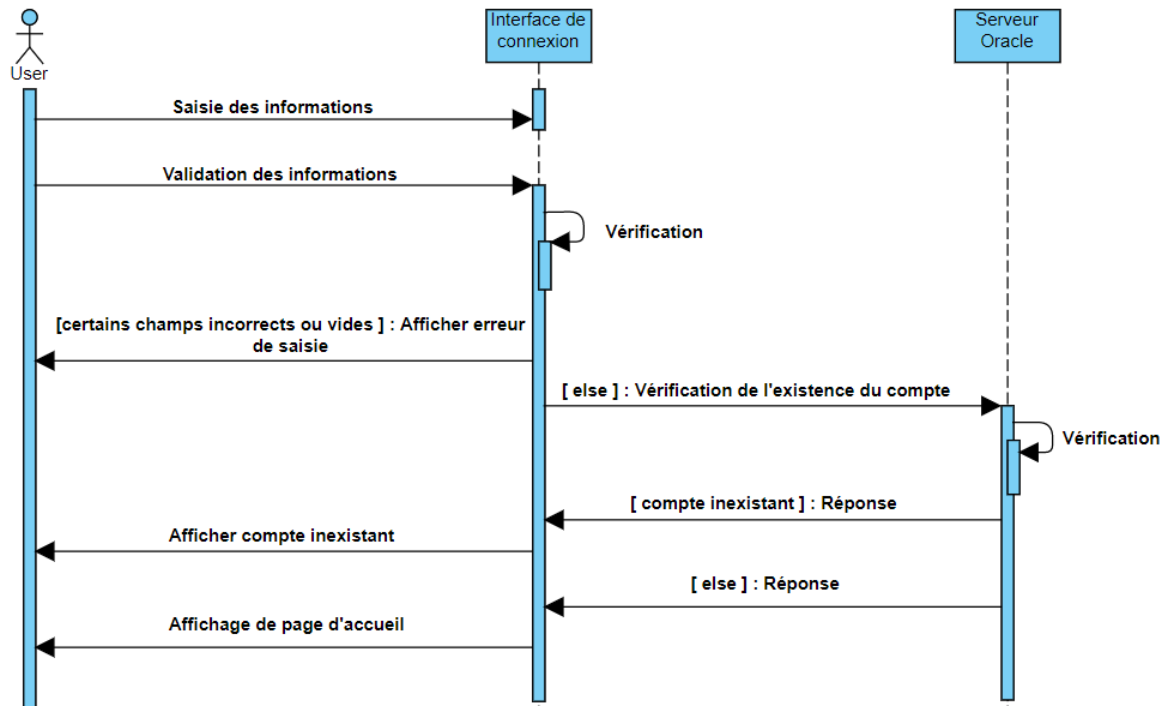 User
Interface de
connexion
Serveur
Oracle
Saisie des informations
Validation des informations
Vérification
[certains champs incorrects ou vides ] : Afficher erreur
de saisie
[ else ] : Vérification de l'existence du compte
Vérification
[ compte inexistant ] : Réponse
Afficher compte inexistant
[ else ] : Réponse
Affichage de page d'accueil